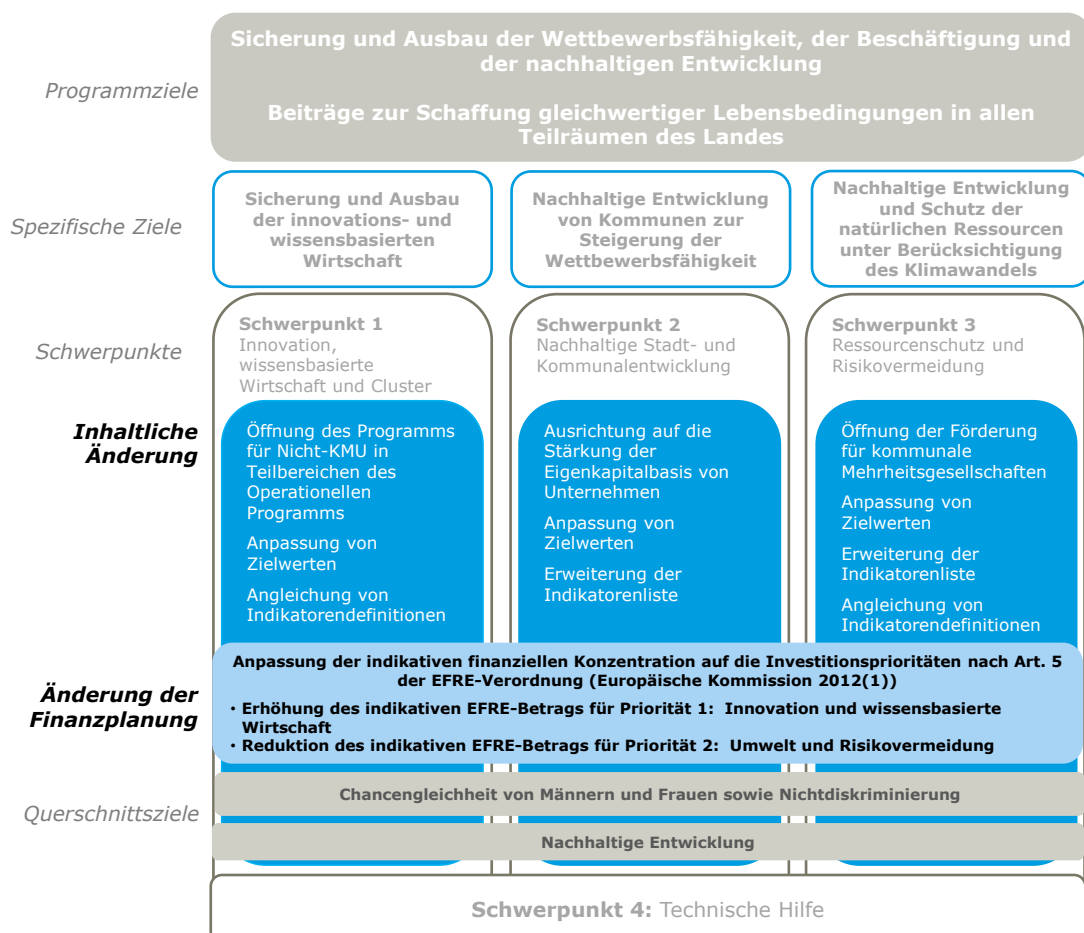 Programmziele
Sicherung und Ausbau der Wettbewerbsfähigkeit, der Beschäftigung und
der nachhaltigen Entwicklung
Beiträge zur Schaffung gleichwertiger Lebensbedingungen in allen
Teilräumen des Landes
Spezifische Ziele
Sicherung und Ausbau
der innovations- und
wissensbasierten
Wirtschaft
Nachhaltige Entwicklung
von Kommunen zur
Steigerung der
Wettbewerbsfähigkeit
Nachhaltige Entwicklung
und Schutz der
natürlichen Ressourcen
unter Berücksichtigung
des Klimawandels
Schwerpunkte
Schwerpunkt 1
Innovation,
wissensbasierte
Wirtschaft und Cluster
Schwerpunkt 2
Nachhaltige Stadt- und
Kommunalentwicklung
Schwerpunkt 3
Ressourcenschutz und
Risikovermeidung
Inhaltliche
Änderung
Öffnung des Programms
für Nicht-KMU in
Teilbereichen des
Operationellen
Programms
Anpassung von
Zielwerten
Angleichung von
Indikatorendefinitionen
Ausrichtung auf die
Stärkung der
Eigenkapitalbasis von
Unternehmen
Anpassung von
Zielwerten
Erweiterung der
Indikatorenliste
Öffnung der Förderung
für kommunale
Mehrheitsgesellschaften
Anpassung von
Zielwerten
Erweiterung der
Indikatorenliste
Angleichung von
Indikatorendefinitionen
Änderung der
Finanzplanung
Anpassung der indikativen finanziellen Konzentration auf die Investitionsprioritäten nach Art. 5
der EFRE-Verordnung (Europäische Kommission 2012(1))
· Erhöhung des indikativen EFRE-Betrags für Priorität 1: Innovation und wissensbasierte
Wirtschaft
· Reduktion des indikativen EFRE-Betrags für Priorität 2: Umwelt und Risikovermeidung
Querschnittsziele
Chancengleichheit von Männern und Frauen sowie Nichtdiskriminierung
Nachhaltige Entwicklung
Schwerpunkt 4: Technische Hilfe